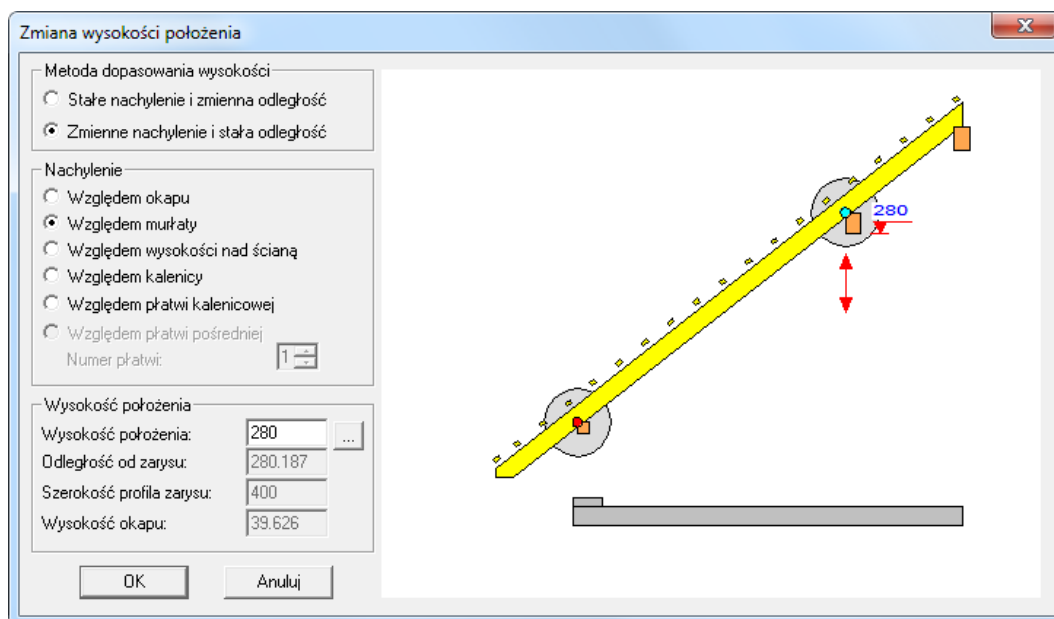 Zmiana wysokości położenia
Metoda dopasowania wysokości
Stałe nachylenie i zmienna odległość
Zmienne nachylenie i stała odległość
Nachylenie
Względem okapu
Względem murłaty
Względem wysokości nad ścianą
Względem kalenicy
Względem płatwi kalenicowej
Względem płatwi pośredniej
Numer płatwi: 1
Wysokość położenia
Wysokość położenia: 280 ...
Odległość od zarysu: 280.187
Szerokość profila zarysu: 400
Wysokość okapu: 39.626
OK Anuluj
280